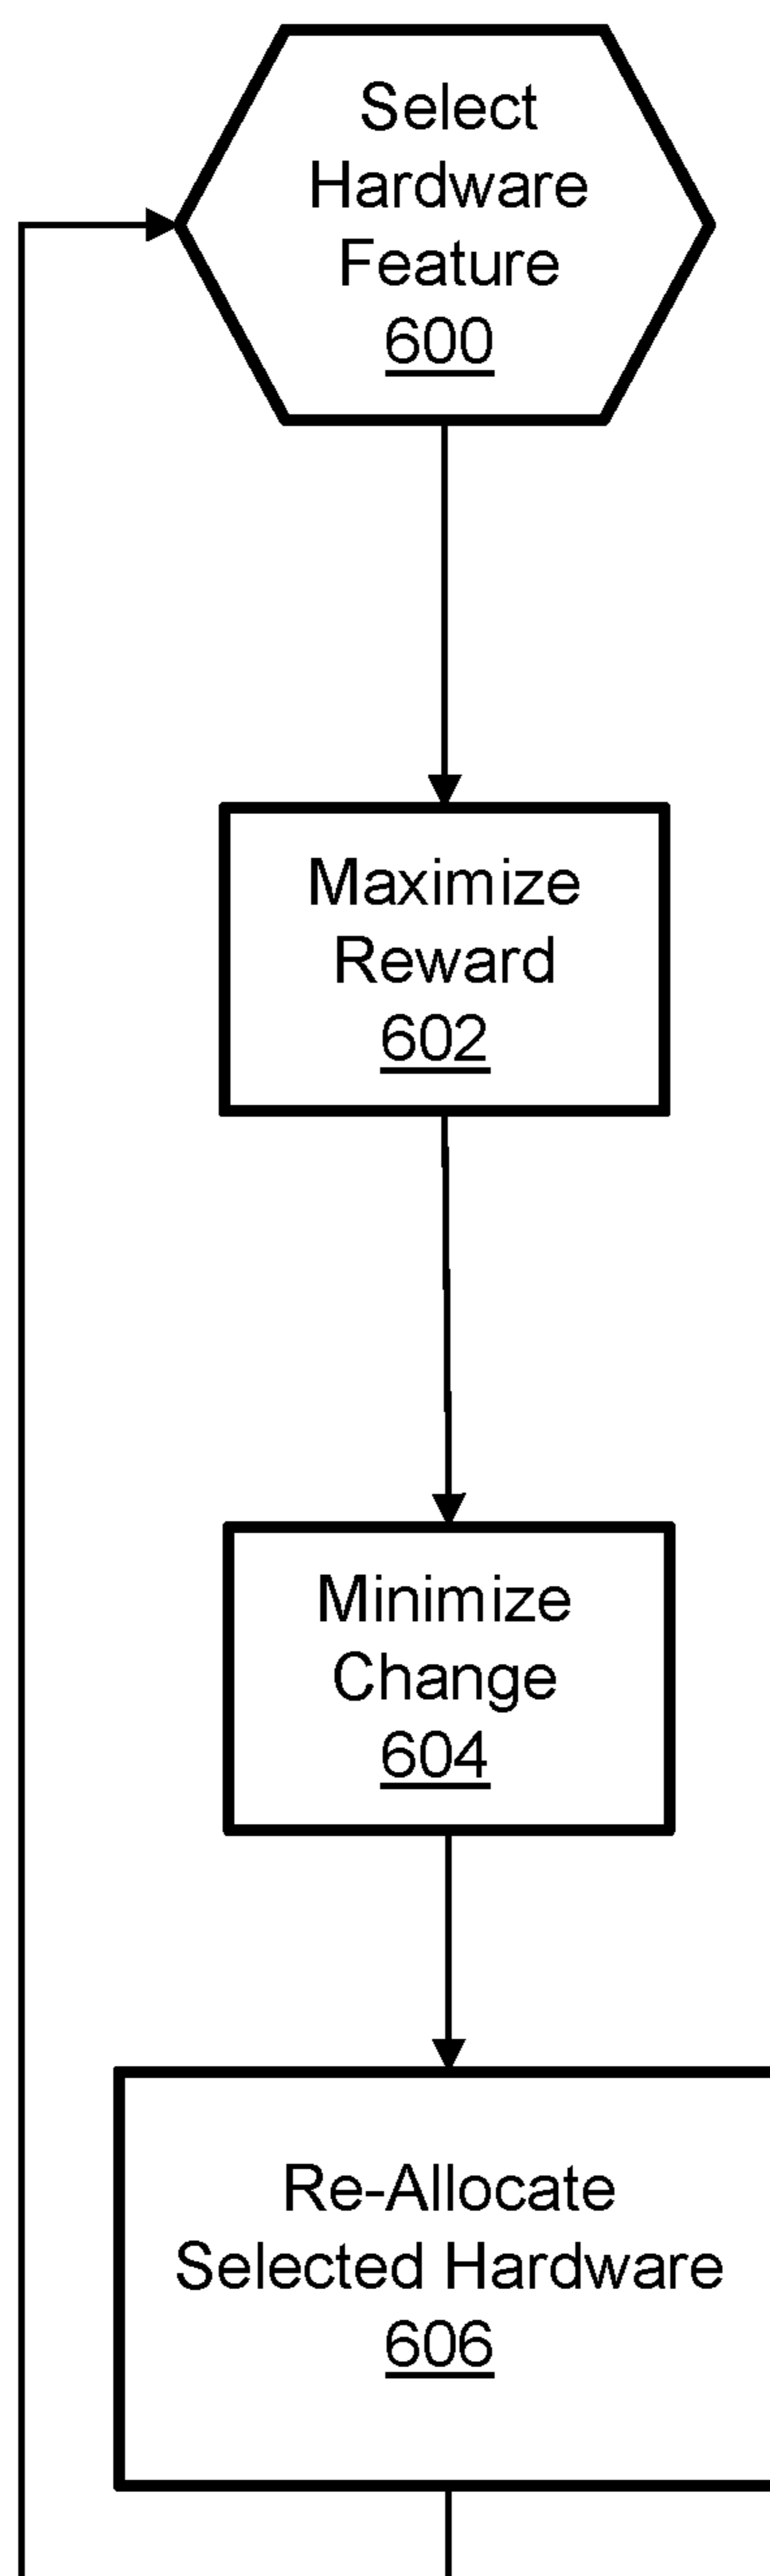 Select
Hardware
Feature
600
Maximize
Reward
602
Minimize
Change
604
Re-Allocate
Selected Hardware
606